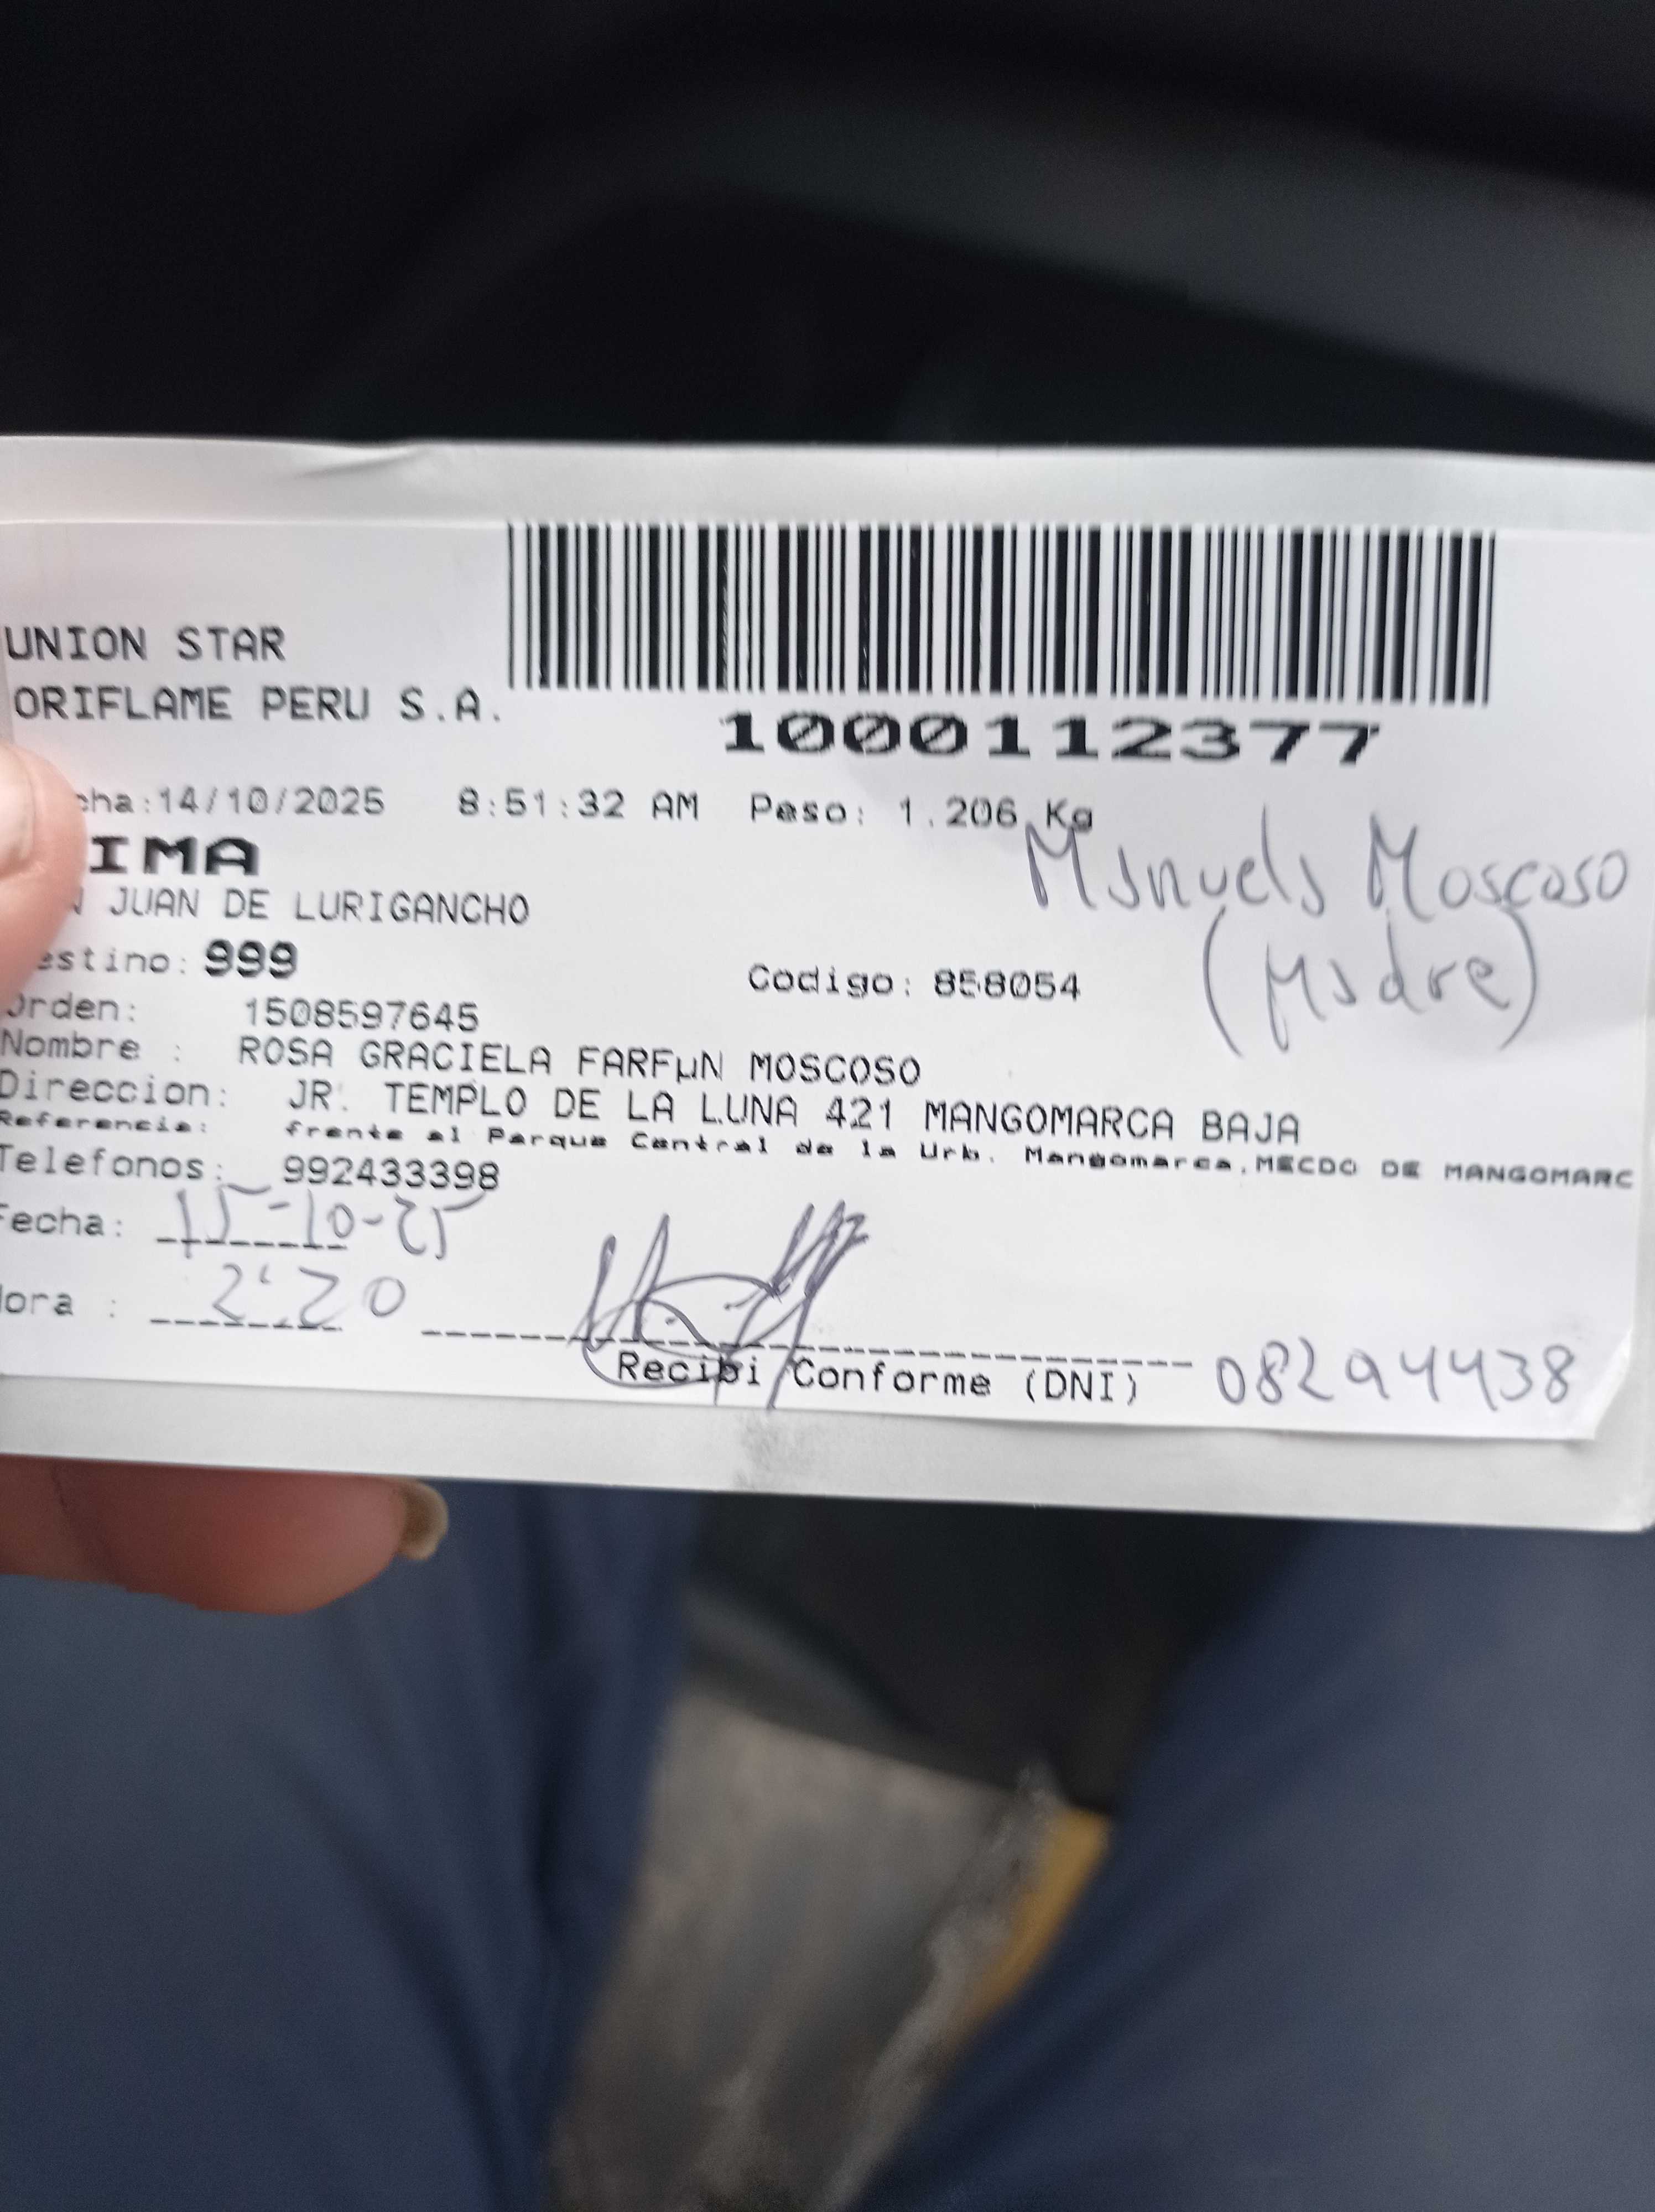 UNION STAR
ORIFLAME PERU S.A.
1000112377
cha:14/10/2025 8:51:32 AM Peso: 1.206 Kg
IMA
Manuela Moscoso
N JUAN DE LURIGANCHO
(Madre)
estino: 999
Codigo: 858054
Orden: 1508597645
Nombre : ROSA GRACIELA FARFµN MOSCOSO
Direccion: JR. TEMPLO DE LA LUNA 421 MANGOMARCA BAJA
Referencia: frente al Parque Central de la Urb. Mangomarca,MECDO DE MANGOMARC
Telefonos: 992433398
Fecha: 15-10-25
Hora : 2:20
Recibi Conforme (DNI) 08294438